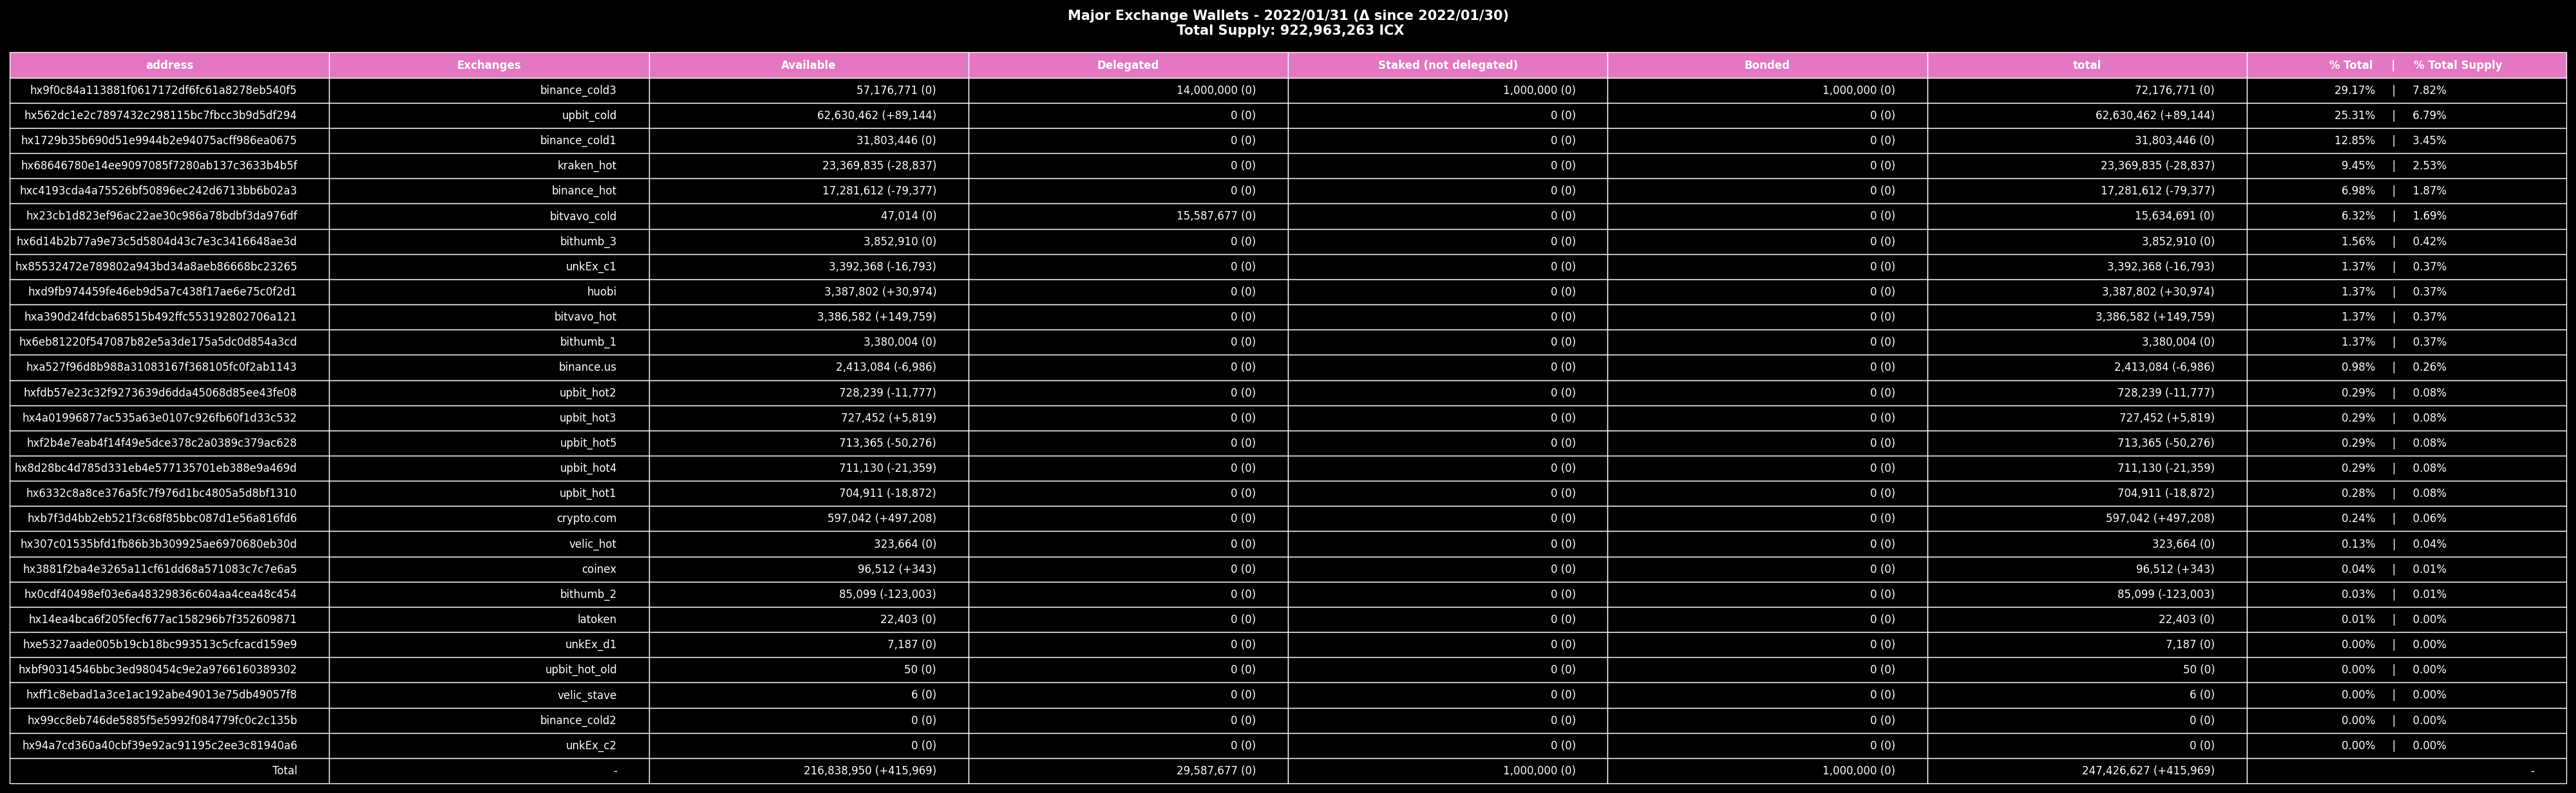 Major Exchange Wallets - 2022/01/31 (Δ since 2022/01/30)
Total Supply: 922,963,263 ICX
address Exchanges Available Delegated Staked (not delegated) Bonded total % Total | % Total Supply
hx9f0c84a113881f0617172df6fc61a8278eb540f5 binance_cold3 57,176,771 (0) 14,000,000 (0) 1,000,000 (0) 1,000,000 (0) 72,176,771 (0) 29.17% | 7.82%
hx562dc1e2c7897432c298115bc7fbcc3b9d5df294 upbit_cold 62,630,462 (+89,144) 0 (0) 0 (0) 0 (0) 62,630,462 (+89,144) 25.31% | 6.79%
hx1729b35b690d51e9944b2e94075acff986ea0675 binance_cold1 31,803,446 (0) 0 (0) 0 (0) 0 (0) 31,803,446 (0) 12.85% | 3.45%
hx68646780e14ee9097085f7280ab137c3633b4b5f kraken_hot 23,369,835 (-28,837) 0 (0) 0 (0) 0 (0) 23,369,835 (-28,837) 9.45% | 2.53%
hxc4193cda4a75526bf50896ec242d6713bb6b02a3 binance_hot 17,281,612 (-79,377) 0 (0) 0 (0) 0 (0) 17,281,612 (-79,377) 6.98% | 1.87%
hx23cb1d823ef96ac22ae30c986a78bdbf3da976df bitvavo_cold 47,014 (0) 15,587,677 (0) 0 (0) 0 (0) 15,634,691 (0) 6.32% | 1.69%
hx6d14b2b77a9e73c5d5804d43c7e3c3416648ae3d bithumb_3 3,852,910 (0) 0 (0) 0 (0) 0 (0) 3,852,910 (0) 1.56% | 0.42%
hx85532472e789802a943bd34a8aeb86668bc23265 unkEx_c1 3,392,368 (-16,793) 0 (0) 0 (0) 0 (0) 3,392,368 (-16,793) 1.37% | 0.37%
hxd9fb974459fe46eb9d5a7c438f17ae6e75c0f2d1 huobi 3,387,802 (+30,974) 0 (0) 0 (0) 0 (0) 3,387,802 (+30,974) 1.37% | 0.37%
hxa390d24fdcba68515b492ffc553192802706a121 bitvavo_hot 3,386,582 (+149,759) 0 (0) 0 (0) 0 (0) 3,386,582 (+149,759) 1.37% | 0.37%
hx6eb81220f547087b82e5a3de175a5dc0d854a3cd bithumb_1 3,380,004 (0) 0 (0) 0 (0) 0 (0) 3,380,004 (0) 1.37% | 0.37%
hxa527f96d8b988a31083167f368105fc0f2ab1143 binance.us 2,413,084 (-6,986) 0 (0) 0 (0) 0 (0) 2,413,084 (-6,986) 0.98% | 0.26%
hxfdb57e23c32f9273639d6dda45068d85ee43fe08 upbit_hot2 728,239 (-11,777) 0 (0) 0 (0) 0 (0) 728,239 (-11,777) 0.29% | 0.08%
hx4a01996877ac535a63e0107c926fb60f1d33c532 upbit_hot3 727,452 (+5,819) 0 (0) 0 (0) 0 (0) 727,452 (+5,819) 0.29% | 0.08%
hxf2b4e7eab4f14f49e5dce378c2a0389c379ac628 upbit_hot5 713,365 (-50,276) 0 (0) 0 (0) 0 (0) 713,365 (-50,276) 0.29% | 0.08%
hx8d28bc4d785d331eb4e577135701eb388e9a469d upbit_hot4 711,130 (-21,359) 0 (0) 0 (0) 0 (0) 711,130 (-21,359) 0.29% | 0.08%
hx6332c8a8ce376a5fc7f976d1bc4805a5d8bf1310 upbit_hot1 704,911 (-18,872) 0 (0) 0 (0) 0 (0) 704,911 (-18,872) 0.28% | 0.08%
hxb7f3d4bb2eb521f3c68f85bbc087d1e56a816fd6 crypto.com 597,042 (+497,208) 0 (0) 0 (0) 0 (0) 597,042 (+497,208) 0.24% | 0.06%
hx307c01535bfd1fb86b3b309925ae6970680eb30d velic_hot 323,664 (0) 0 (0) 0 (0) 0 (0) 323,664 (0) 0.13% | 0.04%
hx3881f2ba4e3265a11cf61dd68a571083c7c7e6a5 coinex 96,512 (+343) 0 (0) 0 (0) 0 (0) 96,512 (+343) 0.04% | 0.01%
hx0cdf40498ef03e6a48329836c604aa4cea48c454 bithumb_2 85,099 (-123,003) 0 (0) 0 (0) 0 (0) 85,099 (-123,003) 0.03% | 0.01%
hx14ea4bca6f205fecf677ac158296b7f352609871 latoken 22,403 (0) 0 (0) 0 (0) 0 (0) 22,403 (0) 0.01% | 0.00%
hxe5327aade005b19cb18bc993513c5cfcacd159e9 unkEx_d1 7,187 (0) 0 (0) 0 (0) 0 (0) 7,187 (0) 0.00% | 0.00%
hxbf90314546bbc3ed980454c9e2a9766160389302 upbit_hot_old 50 (0) 0 (0) 0 (0) 0 (0) 50 (0) 0.00% | 0.00%
hxff1c8ebad1a3ce1ac192abe49013e75db49057f8 velic_stave 6 (0) 0 (0) 0 (0) 0 (0) 6 (0) 0.00% | 0.00%
hx99cc8eb746de5885f5e5992f084779fc0c2c135b binance_cold2 0 (0) 0 (0) 0 (0) 0 (0) 0 (0) 0.00% | 0.00%
hx94a7cd360a40cbf39e92ac91195c2ee3c81940a6 unkEx_c2 0 (0) 0 (0) 0 (0) 0 (0) 0 (0) 0.00% | 0.00%
Total - 216,838,950 (+415,969) 29,587,677 (0) 1,000,000 (0) 1,000,000 (0) 247,426,627 (+415,969) -